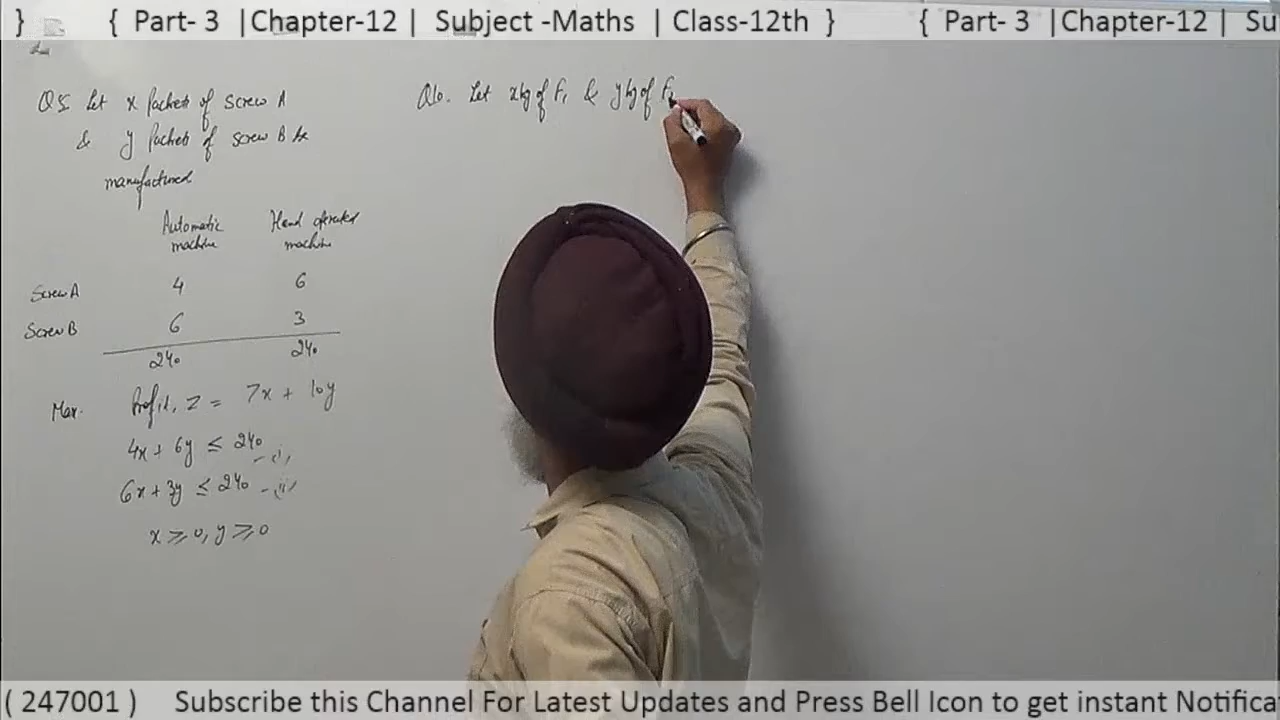 } { Part- 3 |Chapter-12 | Subject -Maths | Class-12th } { Part- 3 |Chapter-12 | Su
Q5 Let x Packets of Screw A
& y Packets of Screw B be
manufactured
Automatic machine Hand operated machine
Screw A 4 6
Screw B 6 3
240 240
Max. Profit, Z = 7x + 10y
4x + 6y ≤ 240 -(i)
6x + 3y ≤ 240 -(ii)
x ≥ 0, y ≥ 0
Q10. Let x kg of F₁ & y kg of F₂
( 247001 ) Subscribe this Channel For Latest Updates and Press Bell Icon to get instant Notifica